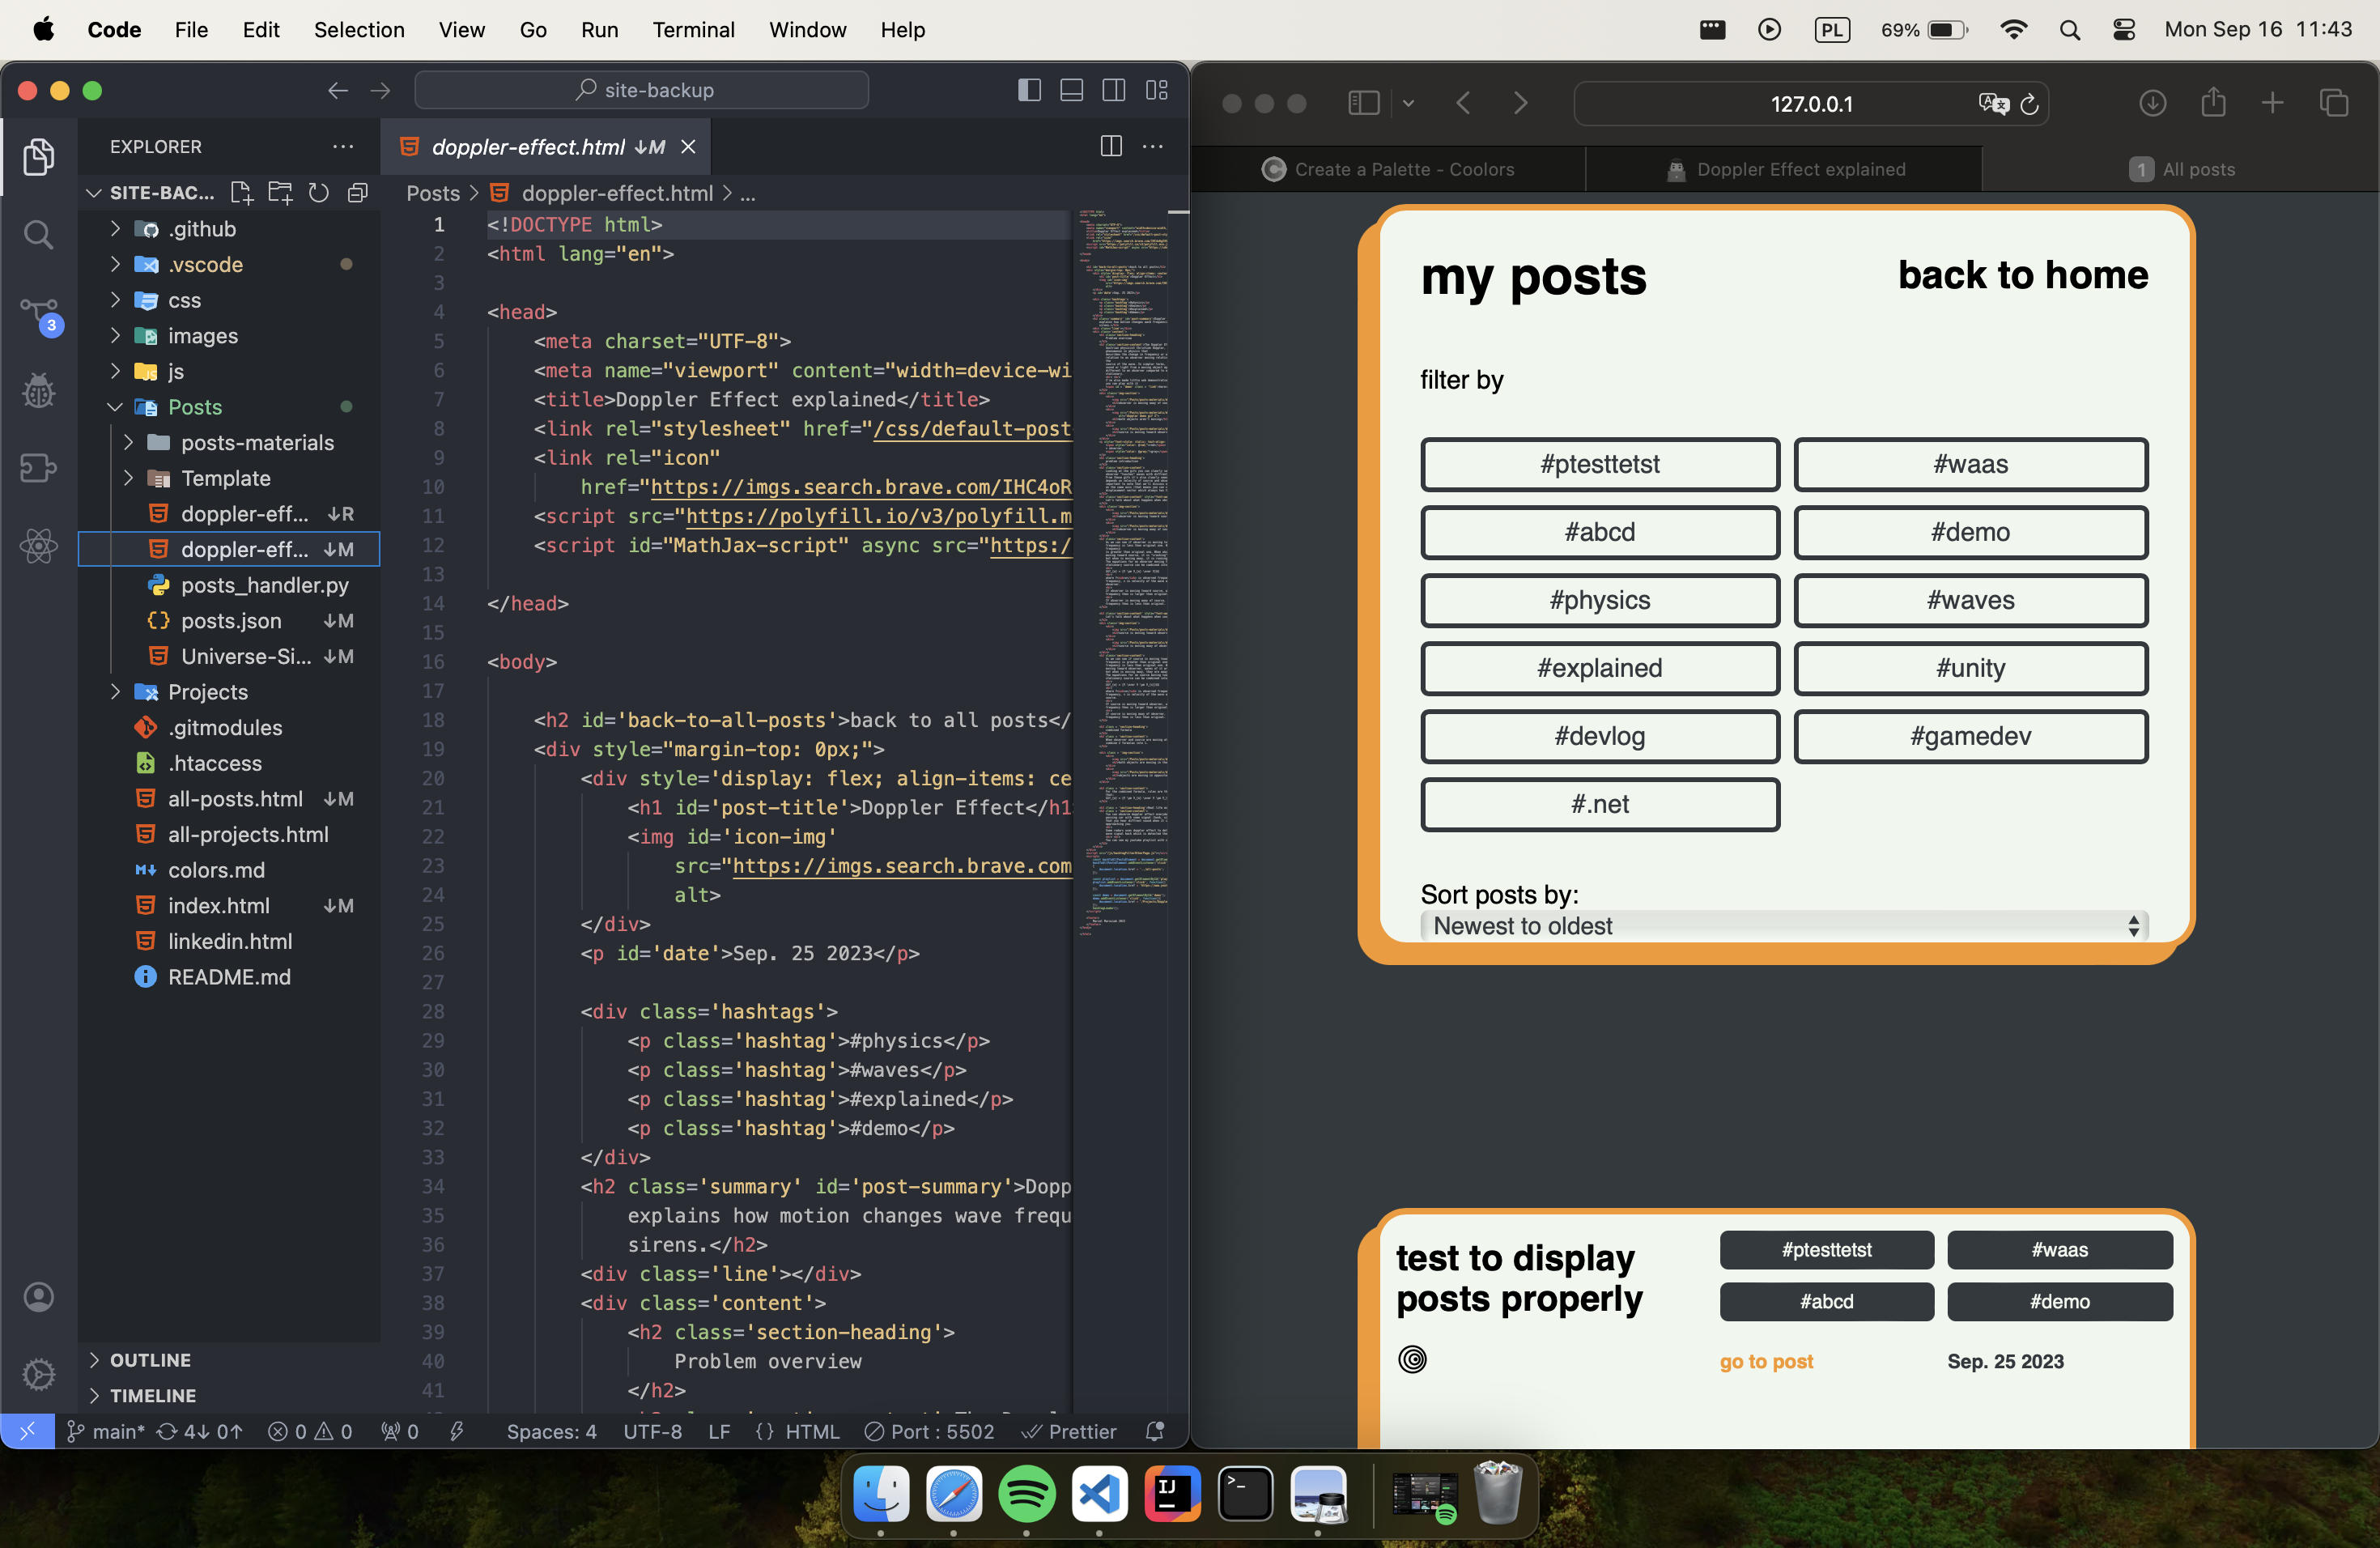 Code File Edit Selection View Go Run Terminal Window Help
PL 69% Mon Sep 16 11:43
site-backup
EXPLORER
SITE-BAC...
.github
.vscode
css
images
js
Posts
posts-materials
Template
doppler-eff... ↓R
doppler-eff... ↓M
posts_handler.py
posts.json ↓M
Universe-Si... ↓M
Projects
.gitmodules
.htaccess
all-posts.html ↓M
all-projects.html
colors.md
index.html ↓M
linkedin.html
README.md
OUTLINE
TIMELINE
3
doppler-effect.html ↓M
Posts > doppler-effect.html > ...
1 <!DOCTYPE html>
2 <html lang="en">
3
4 <head>
5 <meta charset="UTF-8">
6 <meta name="viewport" content="width=device-wi
7 <title>Doppler Effect explained</title>
8 <link rel="stylesheet" href="/css/default-post
9 <link rel="icon"
10 href="https://imgs.search.brave.com/IHC4oR
11 <script src="https://polyfill.io/v3/polyfill.m
12 <script id="MathJax-script" async src="https:/
13
14 </head>
15
16 <body>
17
18 <h2 id='back-to-all-posts'>back to all posts</
19 <div style="margin-top: 0px;">
20 <div style='display: flex; align-items: ce
21 <h1 id='post-title'>Doppler Effect</h1
22 <img id='icon-img'
23 src="https://imgs.search.brave.com
24 alt>
25 </div>
26 <p id='date'>Sep. 25 2023</p>
27
28 <div class='hashtags'>
29 <p class='hashtag'>#physics</p>
30 <p class='hashtag'>#waves</p>
31 <p class='hashtag'>#explained</p>
32 <p class='hashtag'>#demo</p>
33 </div>
34 <h2 class='summary' id='post-summary'>Dopp
35 explains how motion changes wave frequ
36 sirens.</h2>
37 <div class='line'></div>
38 <div class='content'>
39 <h2 class='section-heading'>
40 Problem overview
41 </h2>
main* 4↓ 0↑ 0 0 0 Spaces: 4 UTF-8 LF {} HTML Port : 5502 Prettier
127.0.0.1
Create a Palette - Coolors
Doppler Effect explained
1 All posts
my posts
back to home
filter by
#ptesttetst #waas
#abcd #demo
#physics #waves
#explained #unity
#devlog #gamedev
#.net
Sort posts by:
Newest to oldest
test to display
posts properly
#ptesttetst #waas
#abcd #demo
go to post Sep. 25 2023
IJ